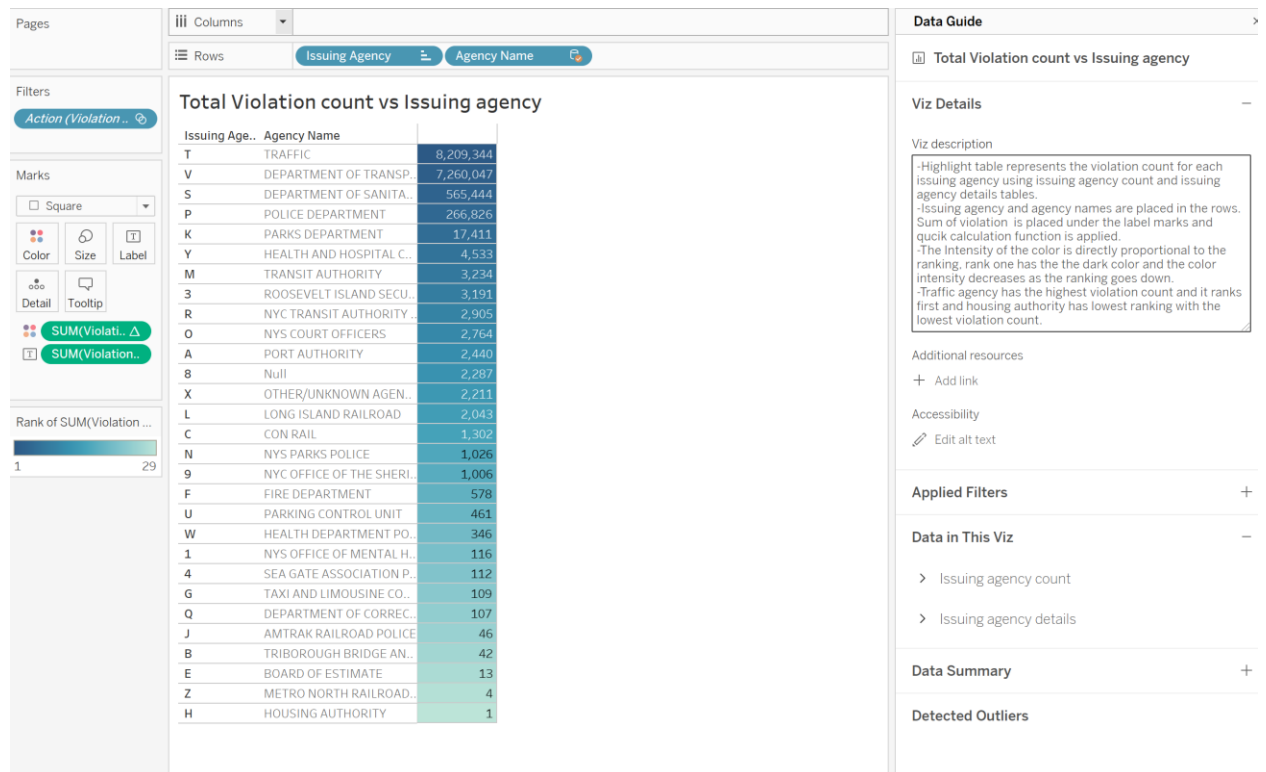 Pages
Columns
Rows
Issuing Agency
Agency Name
Filters
Action (Violation ..
Marks
Square
Color
Size
Label
Detail
Tooltip
SUM(Violati.. △
SUM(Violation..
Rank of SUM(Violation ...
1 29
Total Violation count vs Issuing agency
Issuing Age.. Agency Name
T TRAFFIC 8,209,344
V DEPARTMENT OF TRANSP.. 7,260,047
S DEPARTMENT OF SANITA.. 565,444
P POLICE DEPARTMENT 266,826
K PARKS DEPARTMENT 17,411
Y HEALTH AND HOSPITAL C.. 4,533
M TRANSIT AUTHORITY 3,234
3 ROOSEVELT ISLAND SECU.. 3,191
R NYC TRANSIT AUTHORITY .. 2,905
O NYS COURT OFFICERS 2,764
A PORT AUTHORITY 2,440
8 Null 2,287
X OTHER/UNKNOWN AGEN.. 2,211
L LONG ISLAND RAILROAD 2,043
C CON RAIL 1,302
N NYS PARKS POLICE 1,026
9 NYC OFFICE OF THE SHERI.. 1,006
F FIRE DEPARTMENT 578
U PARKING CONTROL UNIT 461
W HEALTH DEPARTMENT PO.. 346
1 NYS OFFICE OF MENTAL H.. 116
4 SEA GATE ASSOCIATION P.. 112
G TAXI AND LIMOUSINE CO.. 109
Q DEPARTMENT OF CORREC.. 107
J AMTRAK RAILROAD POLICE 46
B TRIBOROUGH BRIDGE AN.. 42
E BOARD OF ESTIMATE 13
Z METRO NORTH RAILROAD.. 4
H HOUSING AUTHORITY 1
Data Guide
Total Violation count vs Issuing agency
Viz Details
Viz description
-Highlight table represents the violation count for each
issuing agency using issuing agency count and issuing
agency details tables.
-Issuing agency and agency names are placed in the rows.
Sum of violation is placed under the label marks and
qucik calculation function is applied.
-The Intensity of the color is directly proportional to the
ranking, rank one has the the dark color and the color
intensity decreases as the ranking goes down.
-Traffic agency has the highest violation count and it ranks
first and housing authority has lowest ranking with the
lowest violation count.
Additional resources
+ Add link
Accessibility
Edit alt text
Applied Filters
Data in This Viz
Issuing agency count
Issuing agency details
Data Summary
Detected Outliers